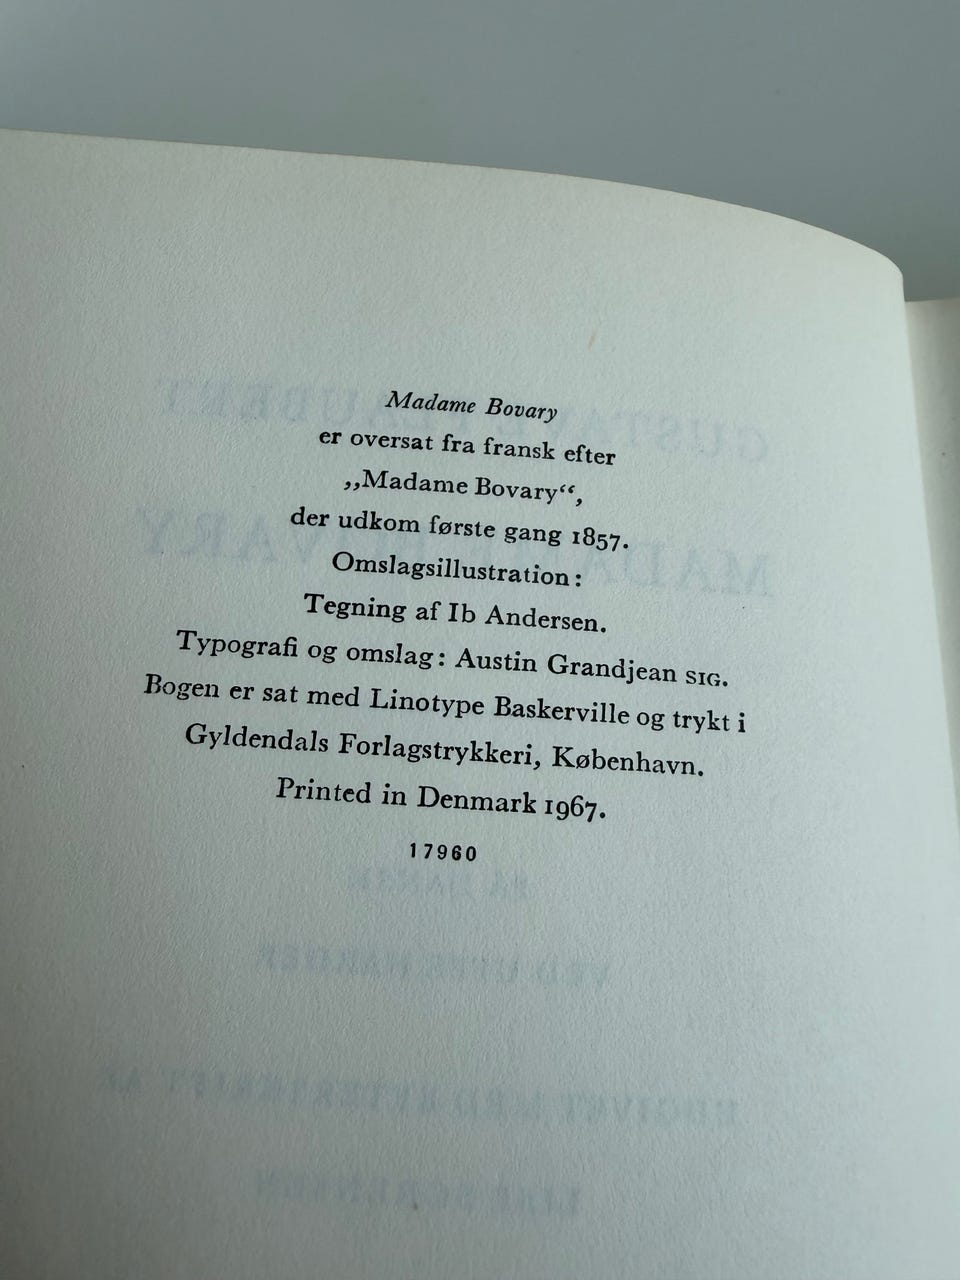 Madame Bovary
er oversat fra fransk efter
„Madame Bovary“,
der udkom første gang 1857.
Omslagsillustration:
Tegning af Ib Andersen.
Typografi og omslag: Austin Grandjean SIG.
Bogen er sat med Linotype Baskerville og trykt i
Gyldendals Forlagstrykkeri, København.
Printed in Denmark 1967.
17960